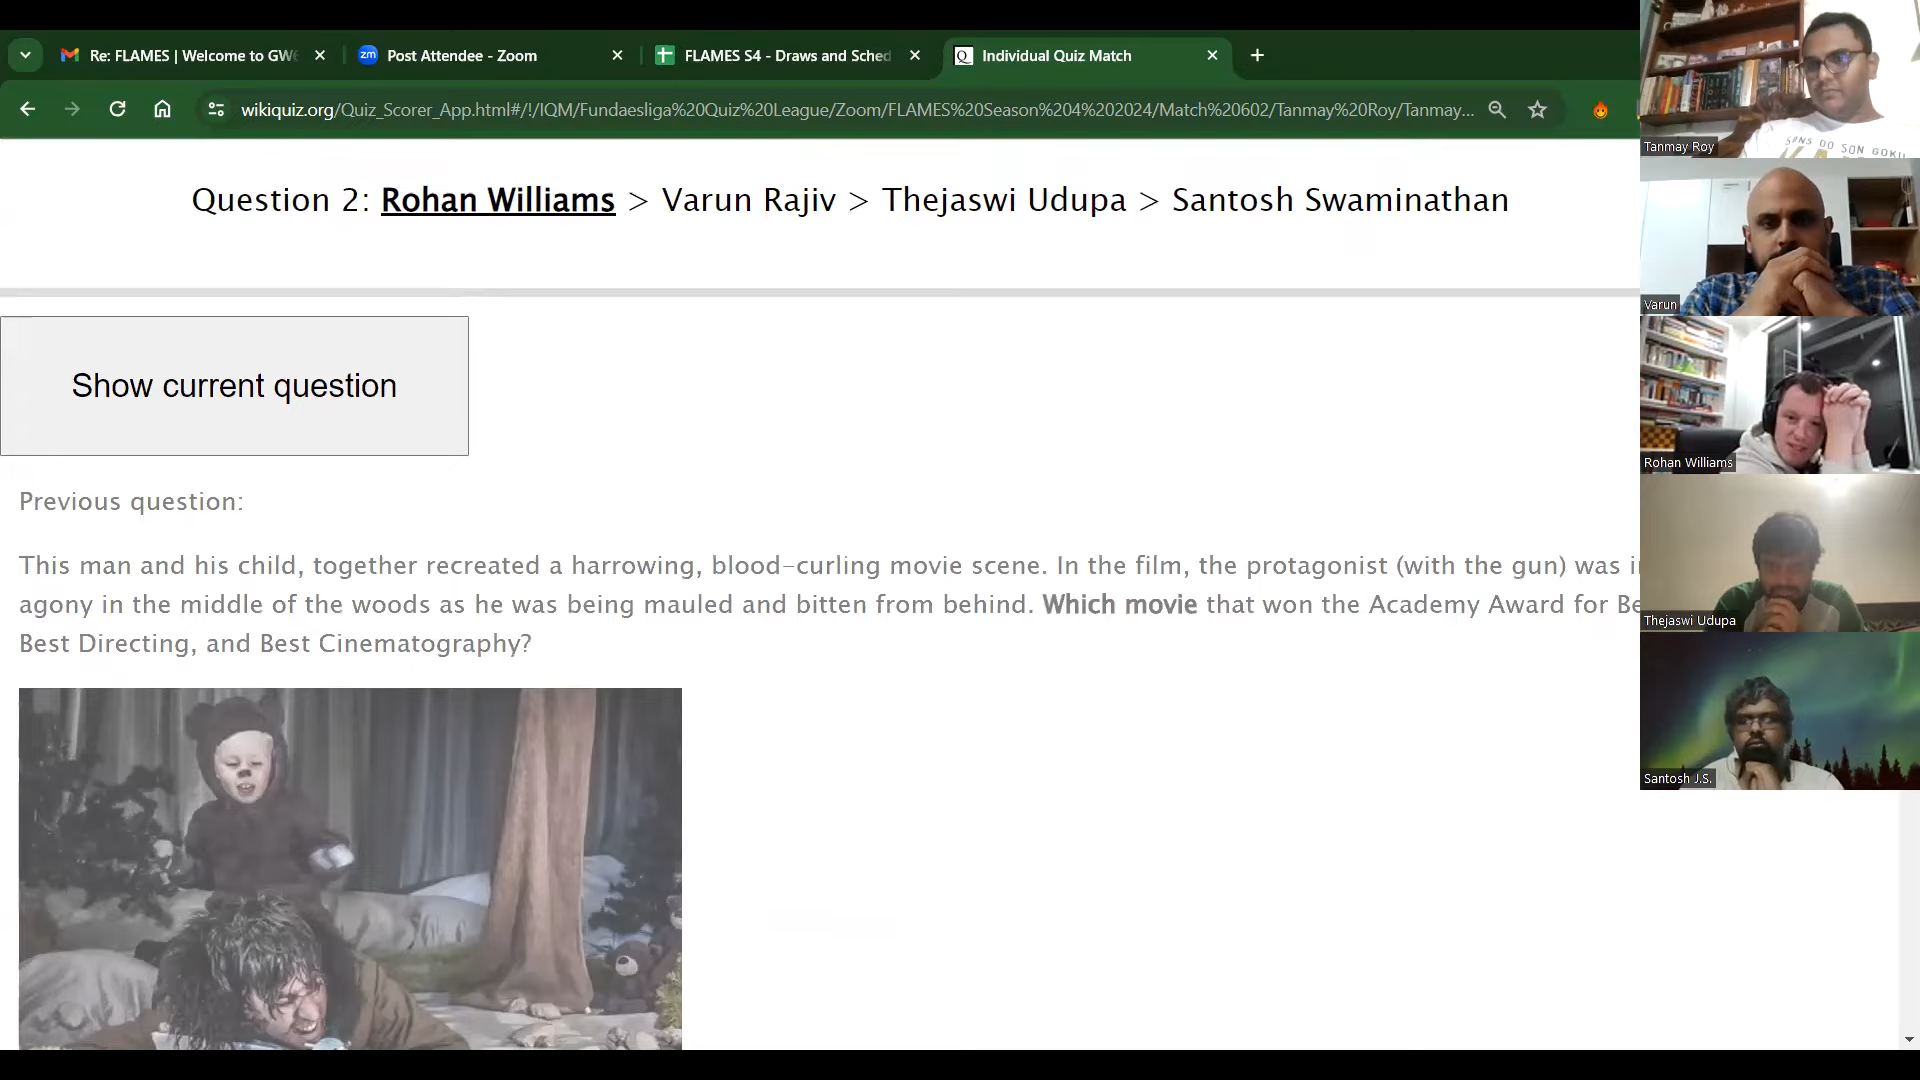 Re: FLAMES | Welcome to GW
Post Attendee - Zoom
FLAMES S4 - Draws and Sched
Individual Quiz Match
wikiquiz.org/Quiz_Scorer_App.html#/!/IQM/Fundaesliga%20Quiz%20League/Zoom/FLAMES%20Season%204%202024/Match%20602/Tanmay%20Roy/Tanmay...
Question 2: Rohan Williams > Varun Rajiv > Thejaswi Udupa > Santosh Swaminathan
Show current question
Previous question:
This man and his child, together recreated a harrowing, blood-curling movie scene. In the film, the protagonist (with the gun) was i
agony in the middle of the woods as he was being mauled and bitten from behind. Which movie that won the Academy Award for Be
Best Directing, and Best Cinematography?
SANS OO SON GOKU
Tanmay Roy
Varun
Rohan Williams
Thejaswi Udupa
Santosh J.S.